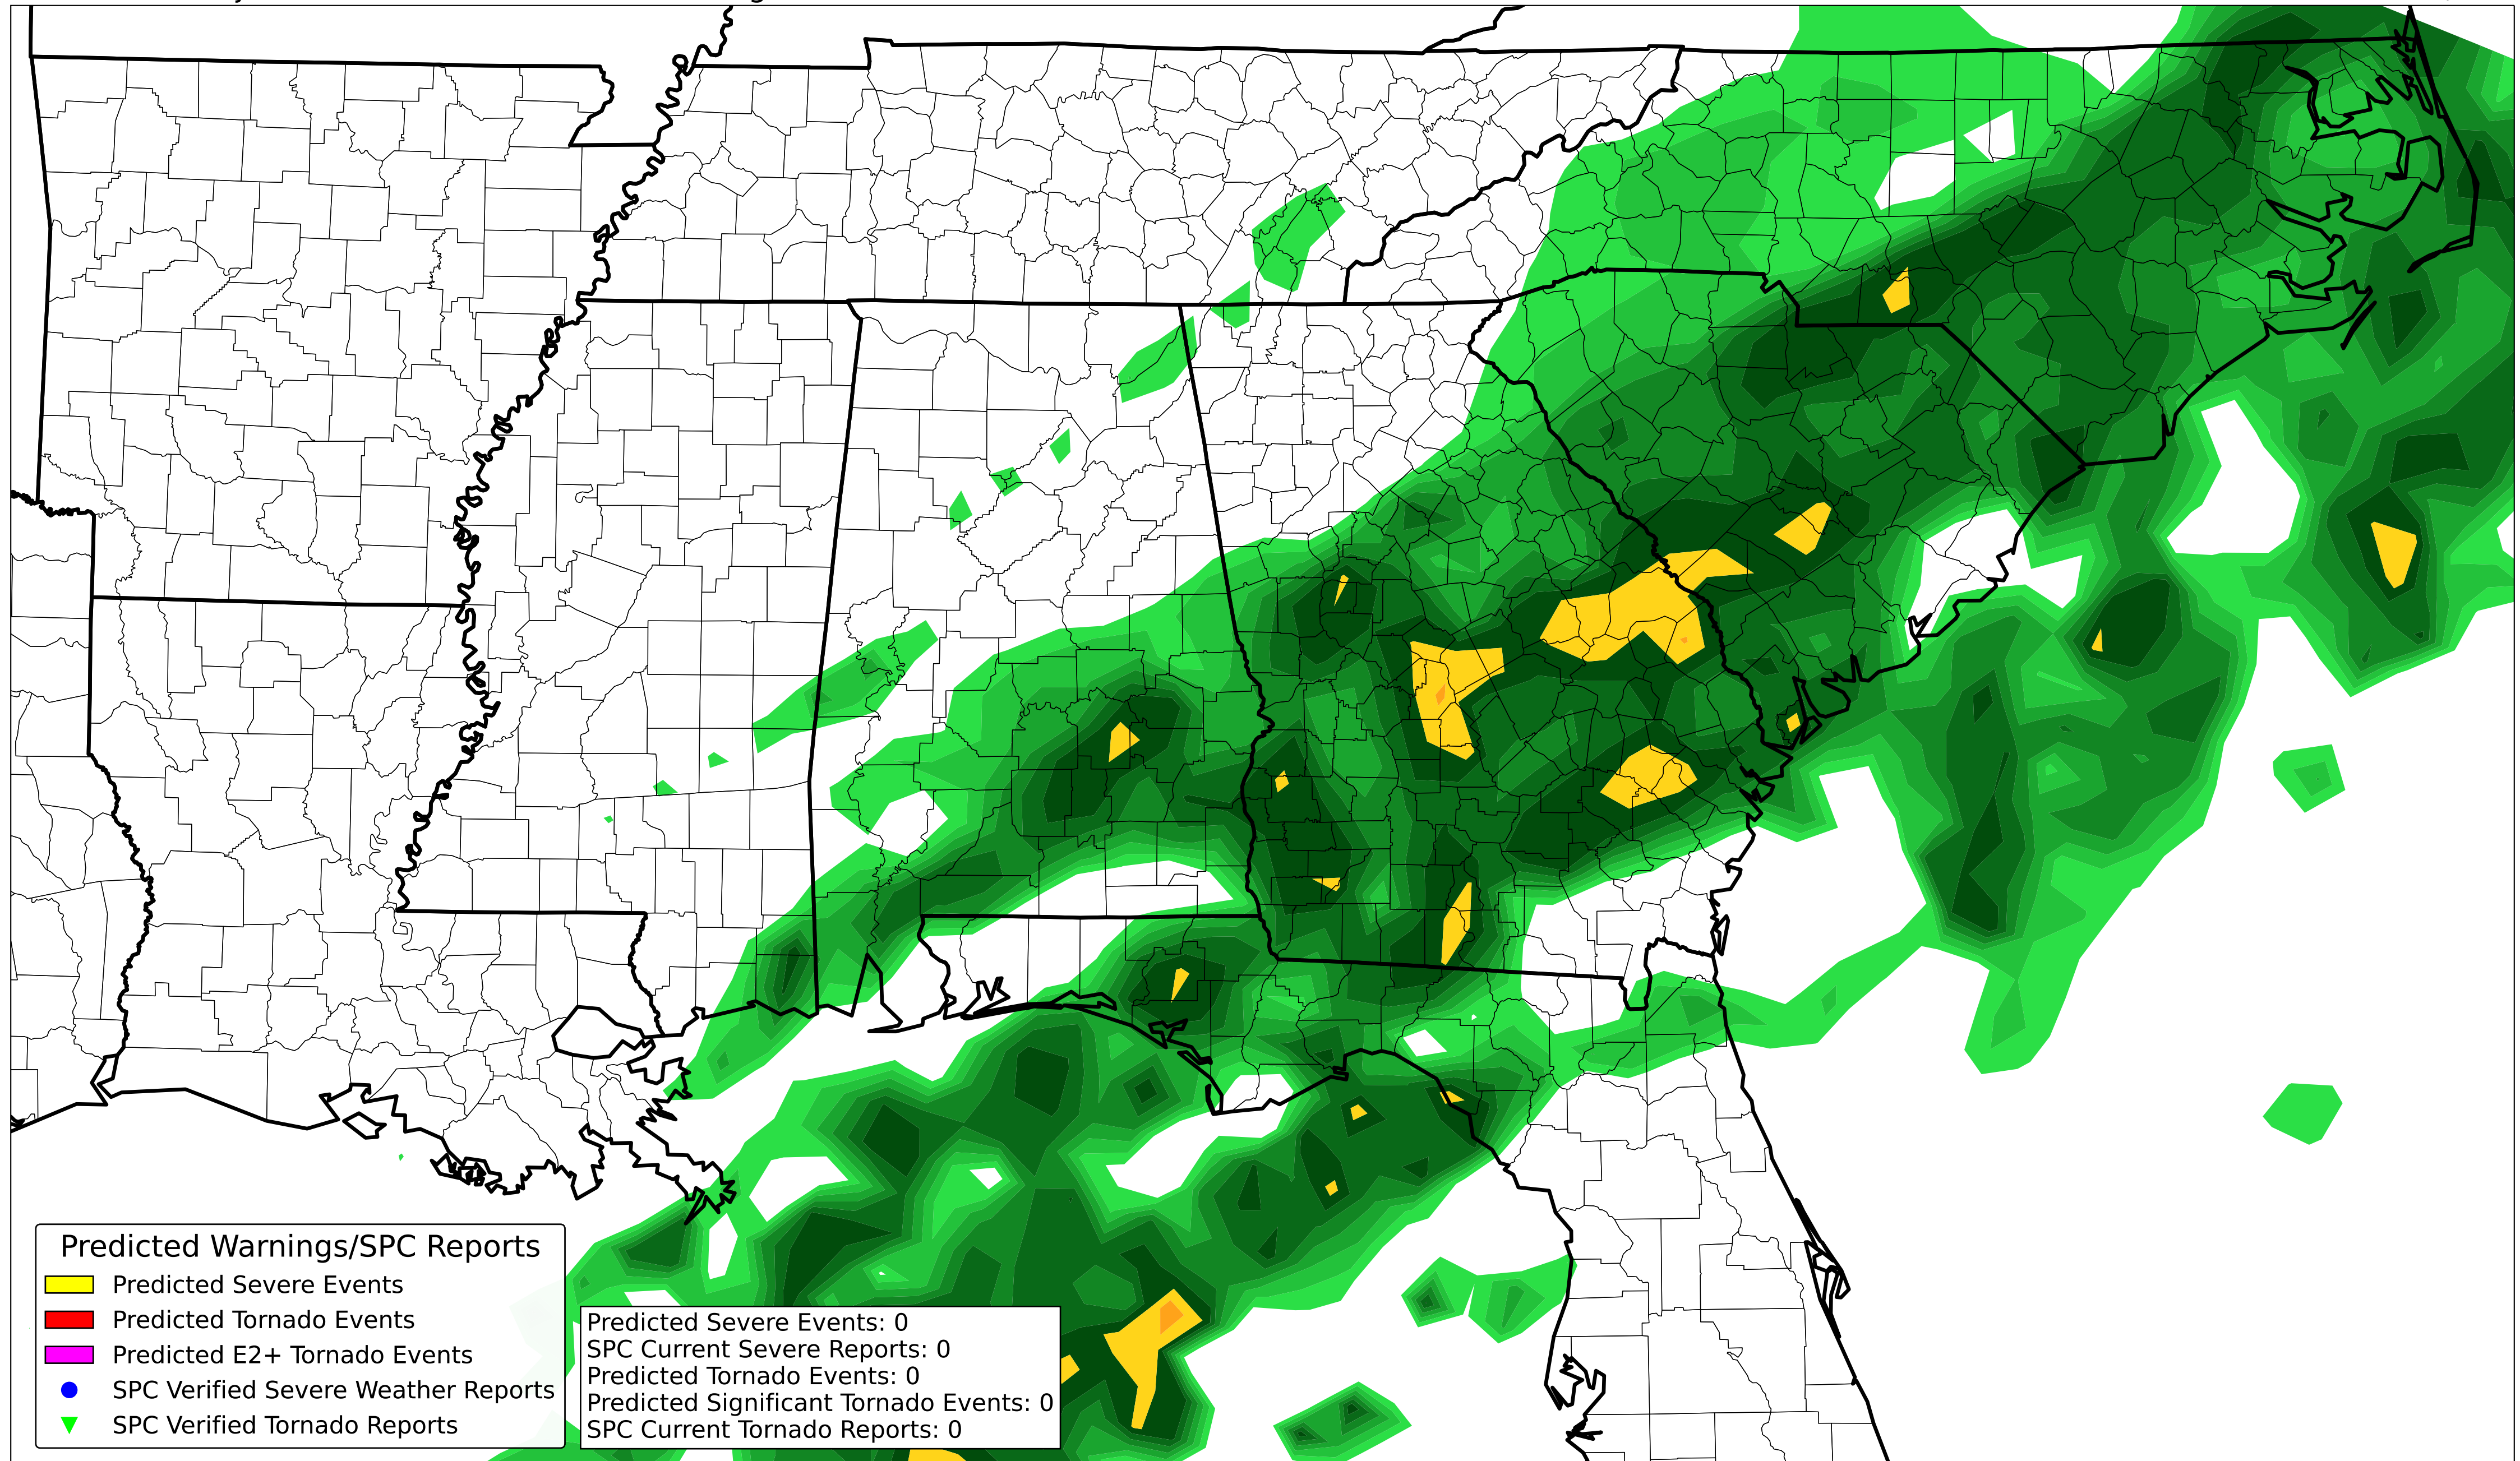 Predicted Warnings/SPC Reports
Predicted Severe Events
Predicted Tornado Events
Predicted E2+ Tornado Events
SPC Verified Severe Weather Reports
SPC Verified Tornado Reports
Predicted Severe Events: 0
SPC Current Severe Reports: 0
Predicted Tornado Events: 0
Predicted Significant Tornado Events: 0
SPC Current Tornado Reports: 0